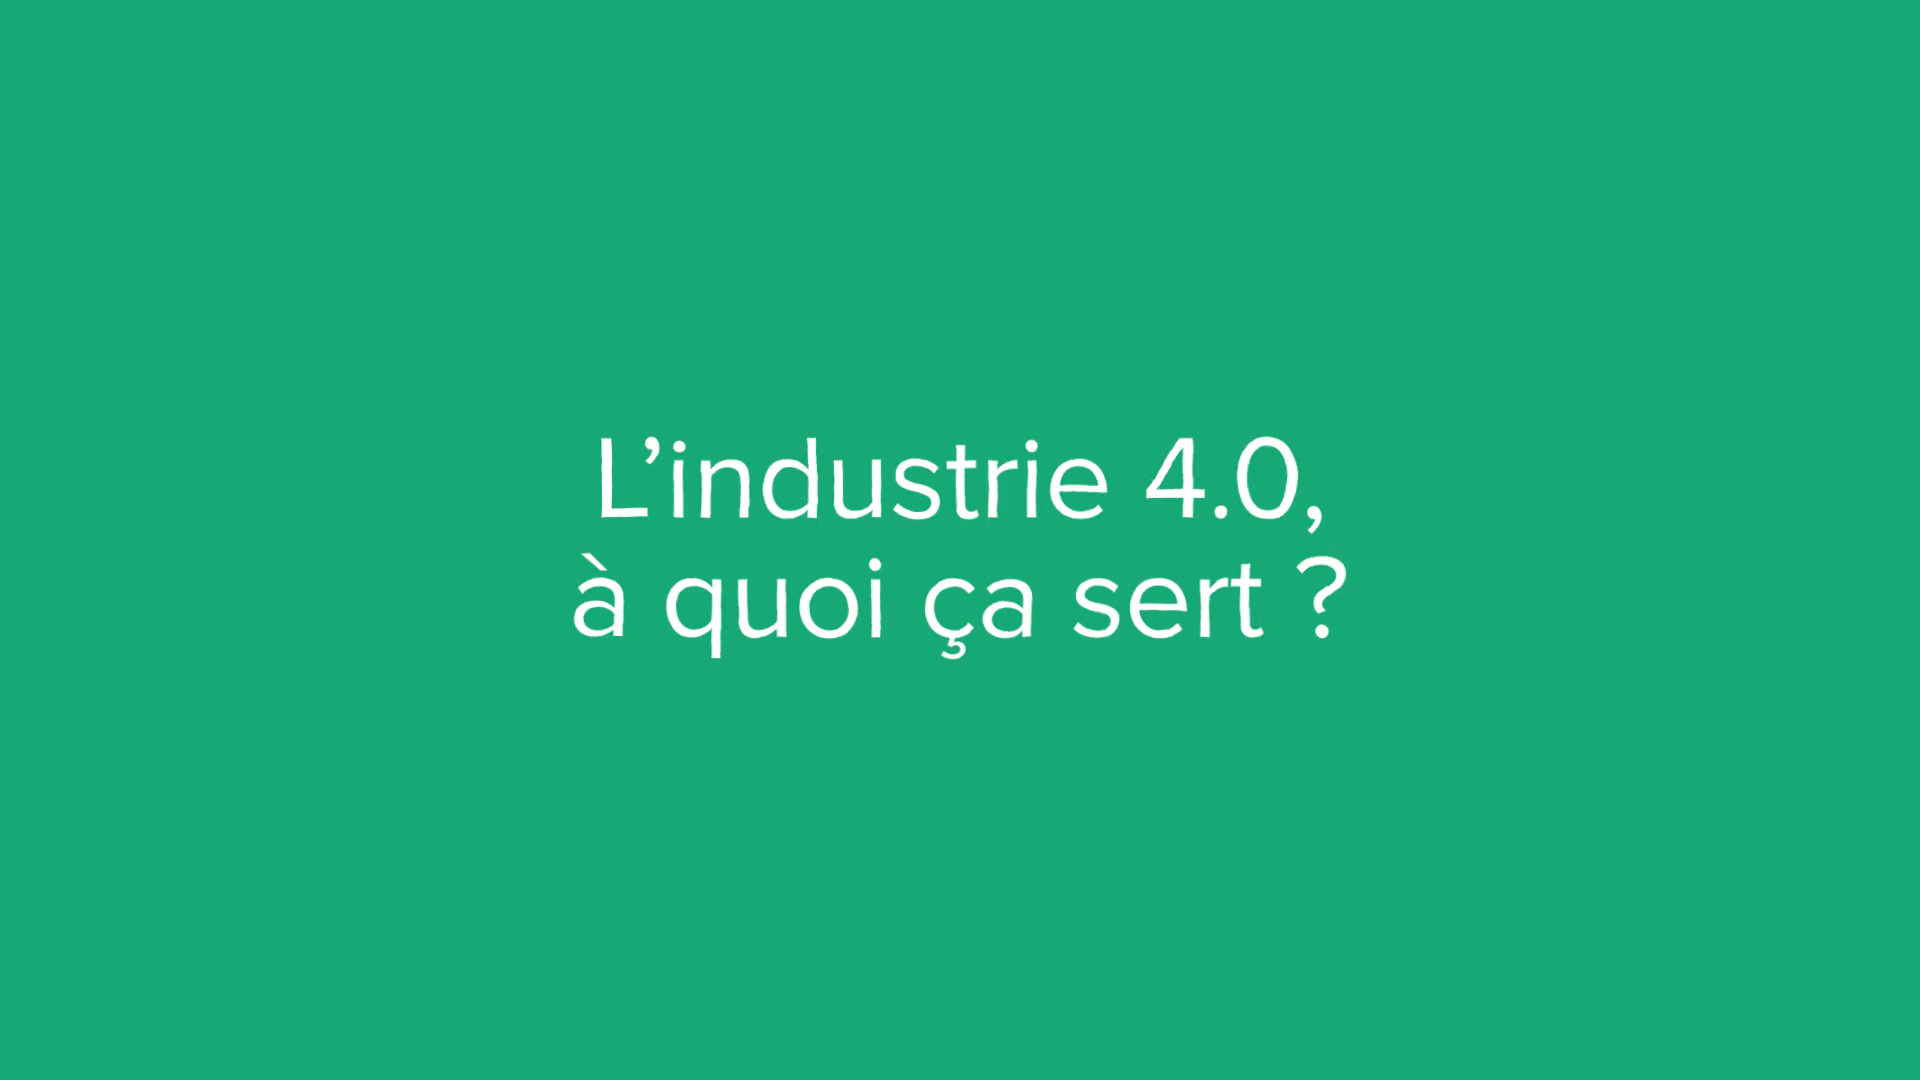 L’industrie 4.0,
à quoi ça sert ?